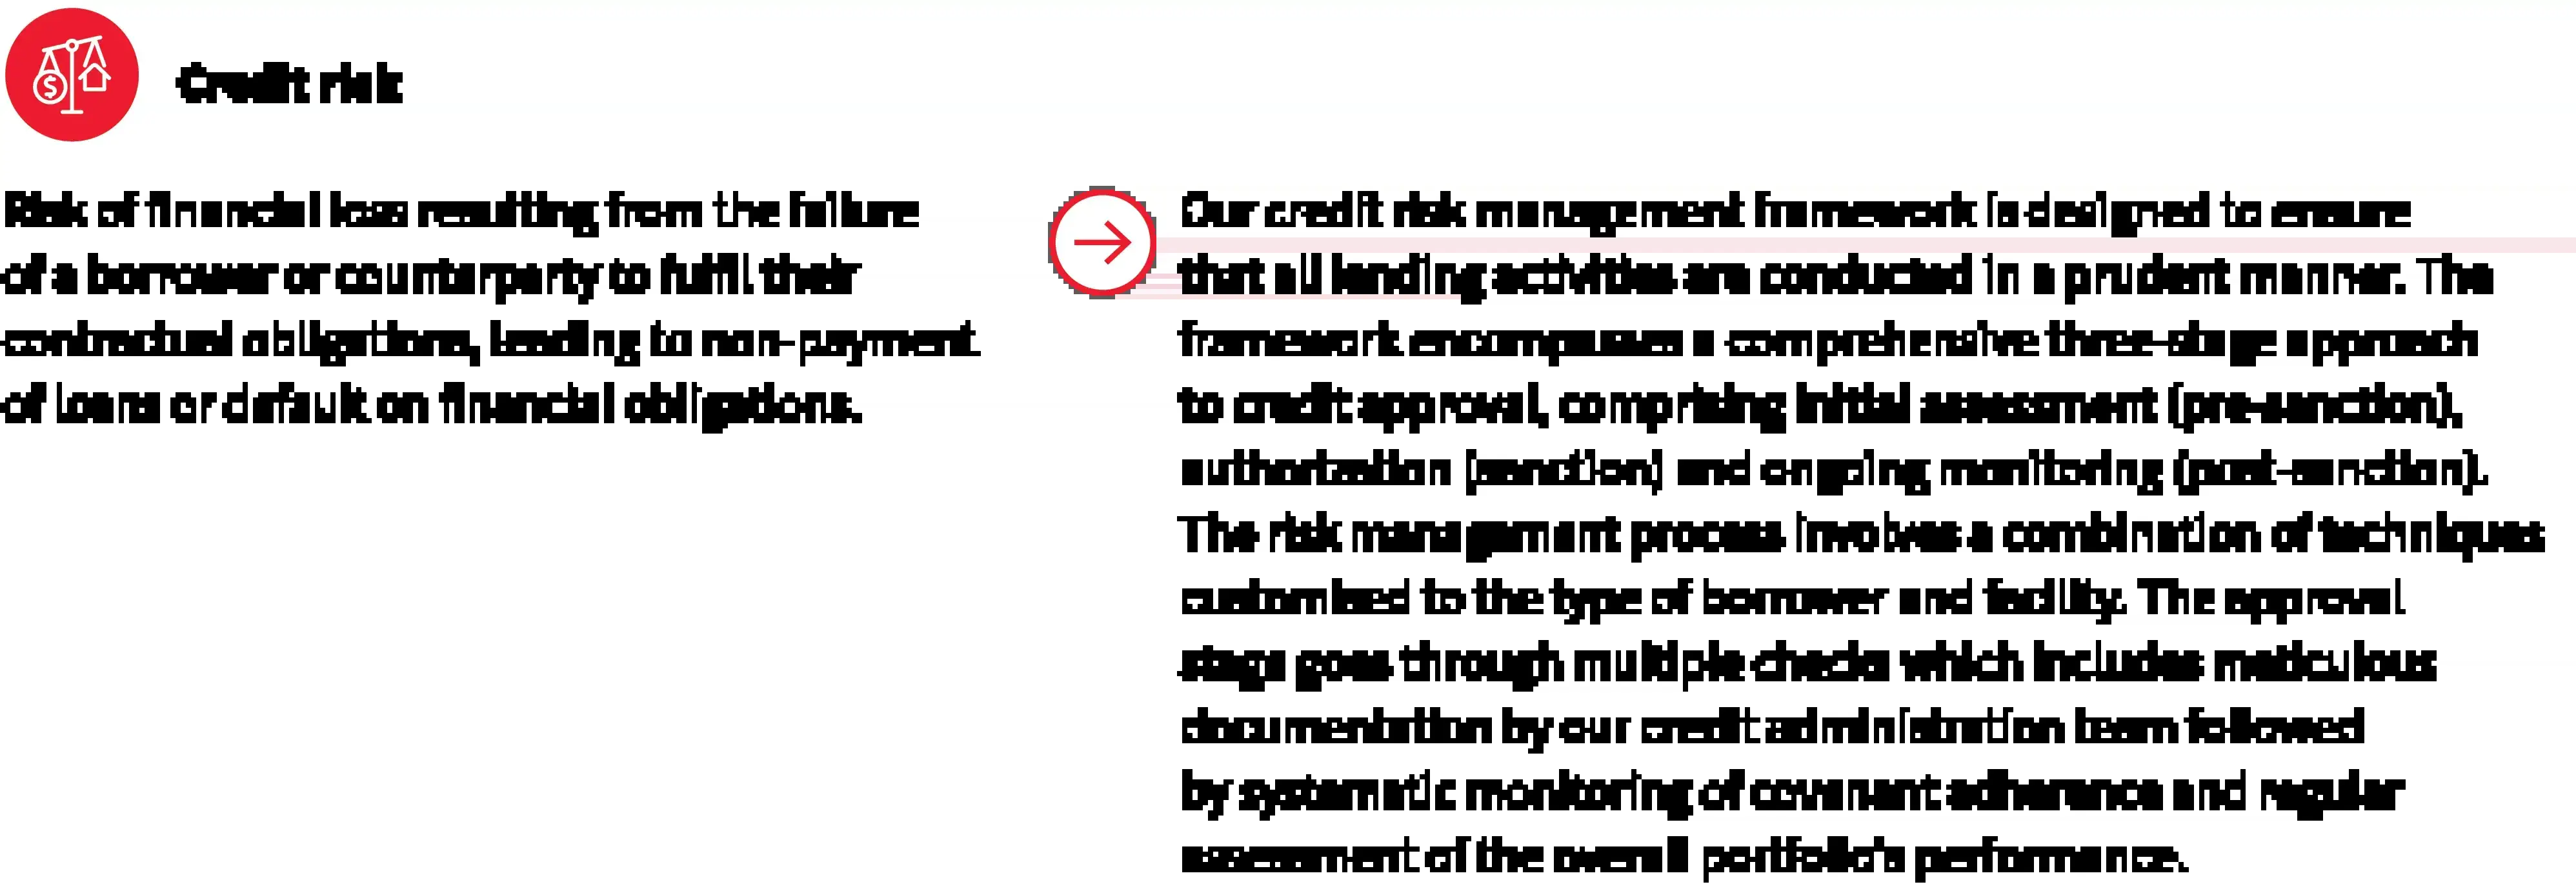 Credit risk
Risk of financial loss resulting from the failure
of a borrower or counterparty to fulfil their
contractual obligations, leading to non-payment
of loans or default on financial obligations.
Our credit risk management framework is designed to ensure
that all lending activities are conducted in a prudent manner. The
framework encompasses a comprehensive three-stage approach
to credit approval, comprising initial assessment (pre-sanction),
authorisation (sanction) and ongoing monitoring (post-sanction).
The risk management process involves a combination of techniques
customised to the type of borrower and facility. The approval
stage goes through multiple checks which includes meticulous
documentation by our credit administration team followed
by systematic monitoring of covenant adherence and regular
assessment of the overall portfolio's performance.